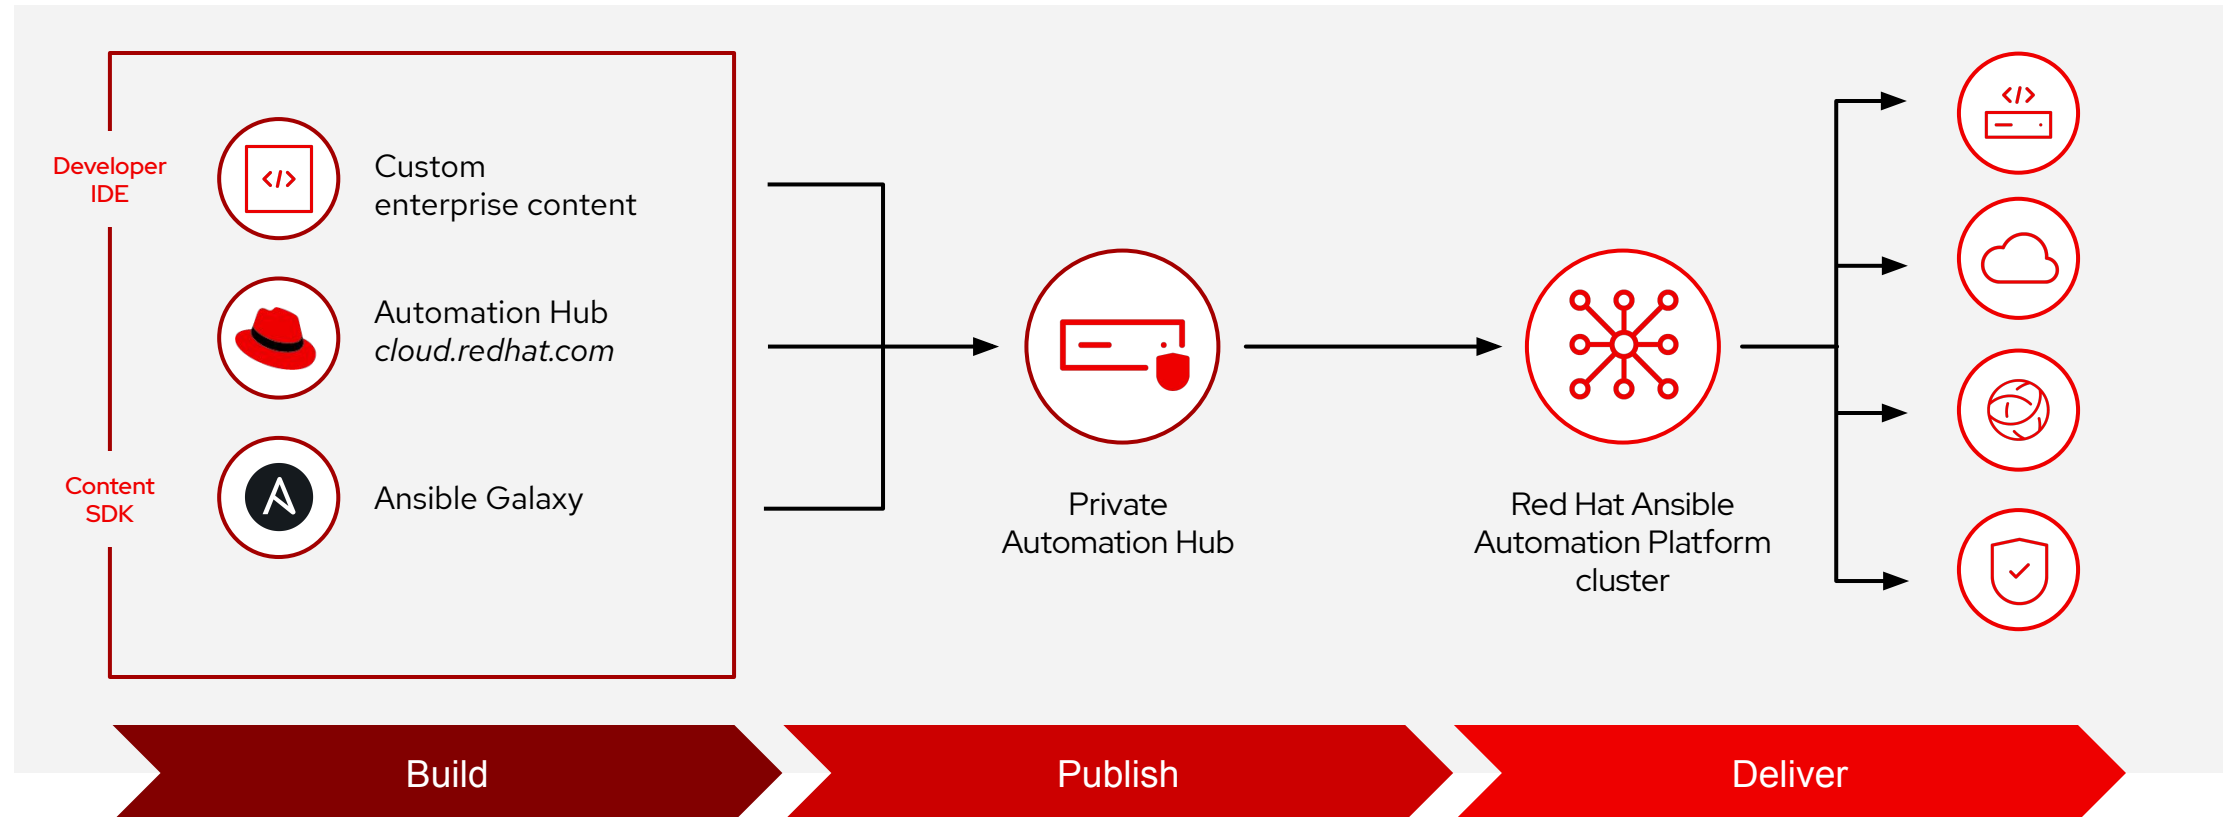 Developer
IDE
Custom
enterprise content
Automation Hub
cloud.redhat.com
Content
SDK
Ansible Galaxy
Private
Automation Hub
Red Hat Ansible
Automation Platform
cluster
Build
Publish
Deliver